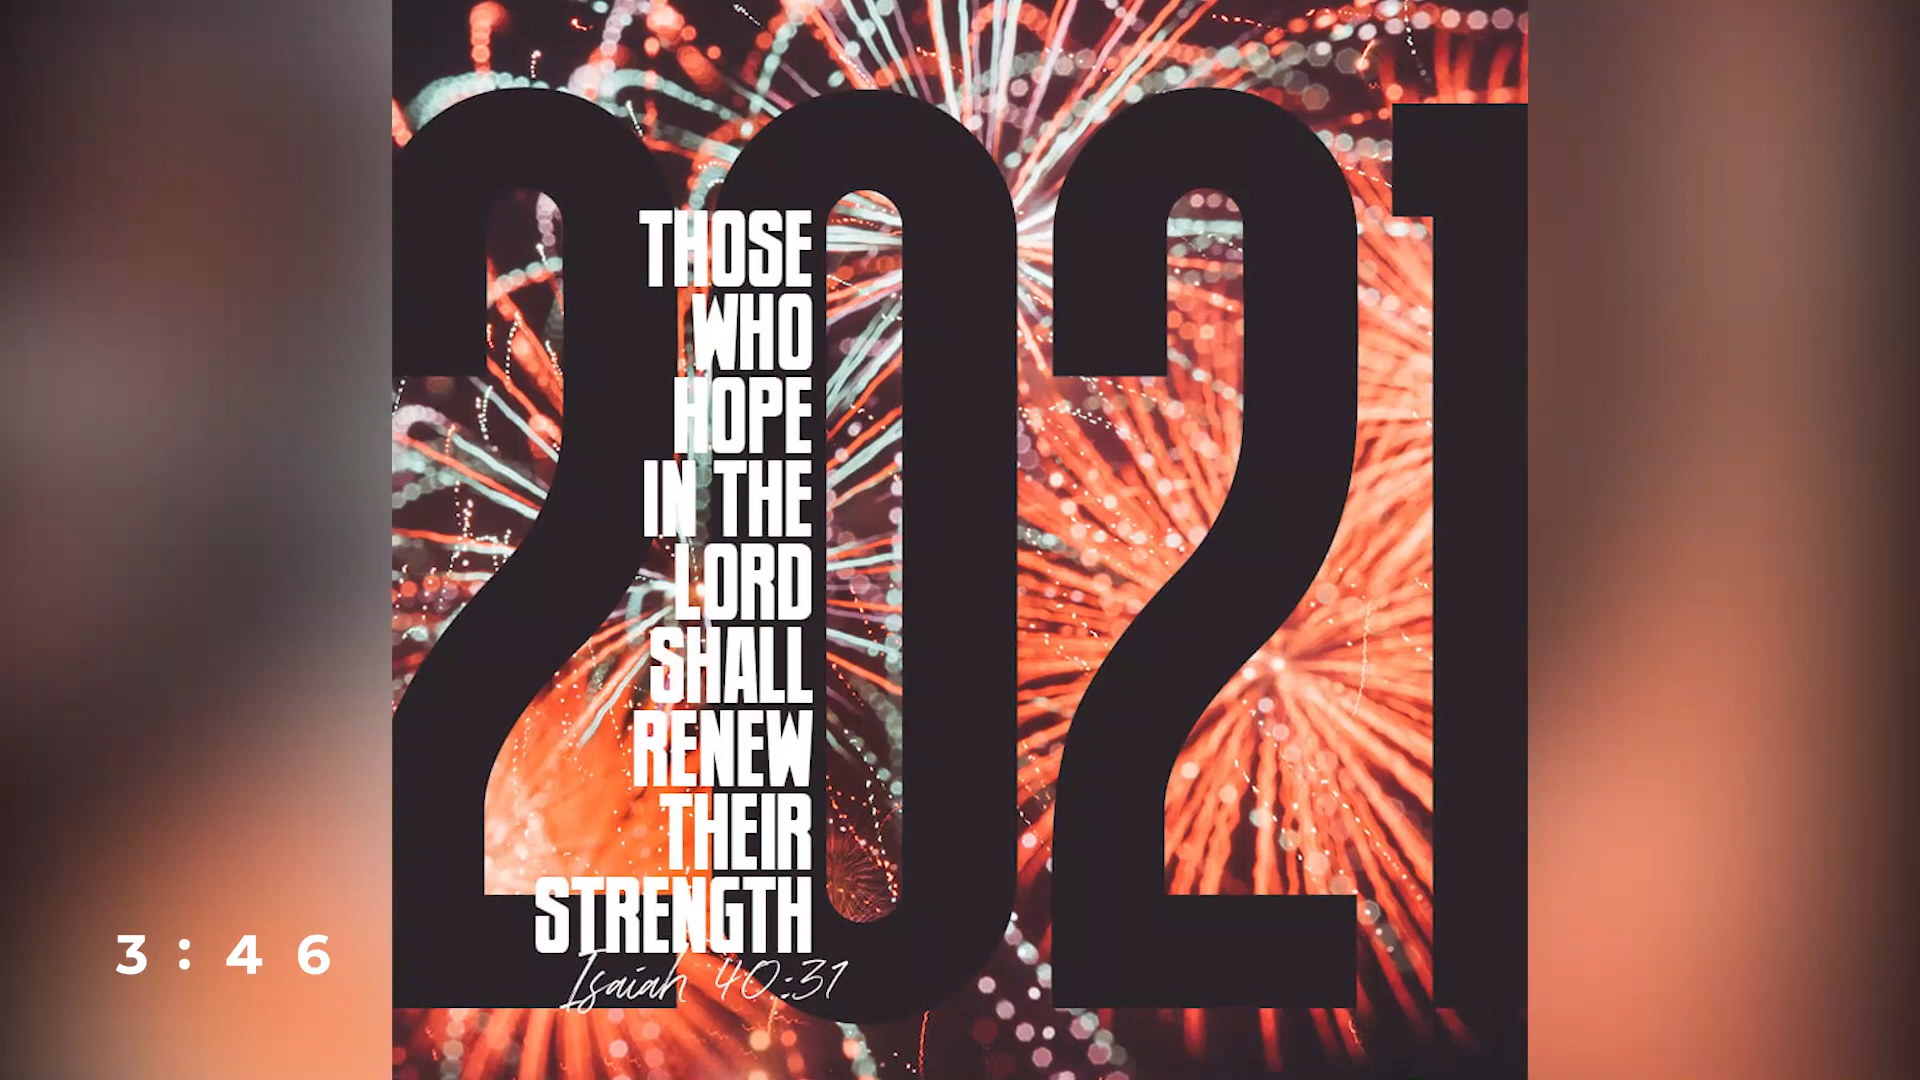 2021
THOSE
WHO
HOPE
IN THE
LORD
SHALL
RENEW
THEIR
STRENGTH
Isaiah 40:31
3:46